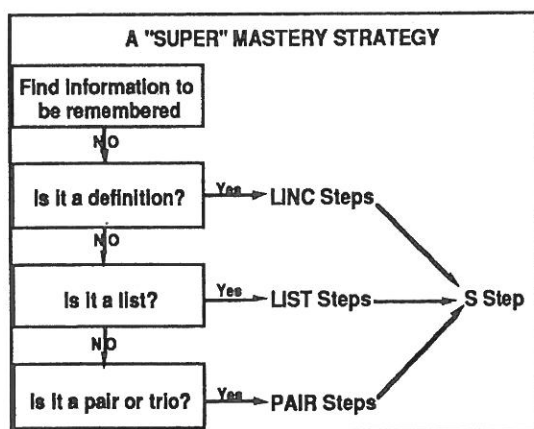 A "SUPER" MASTERY STRATEGY
Find information to
be remembered
NO
Is it a definition?
Yes
LINC Steps
NO
Is it a list?
Yes
LIST Steps
S Step
NO
Is it a pair or trio?
Yes
PAIR Steps